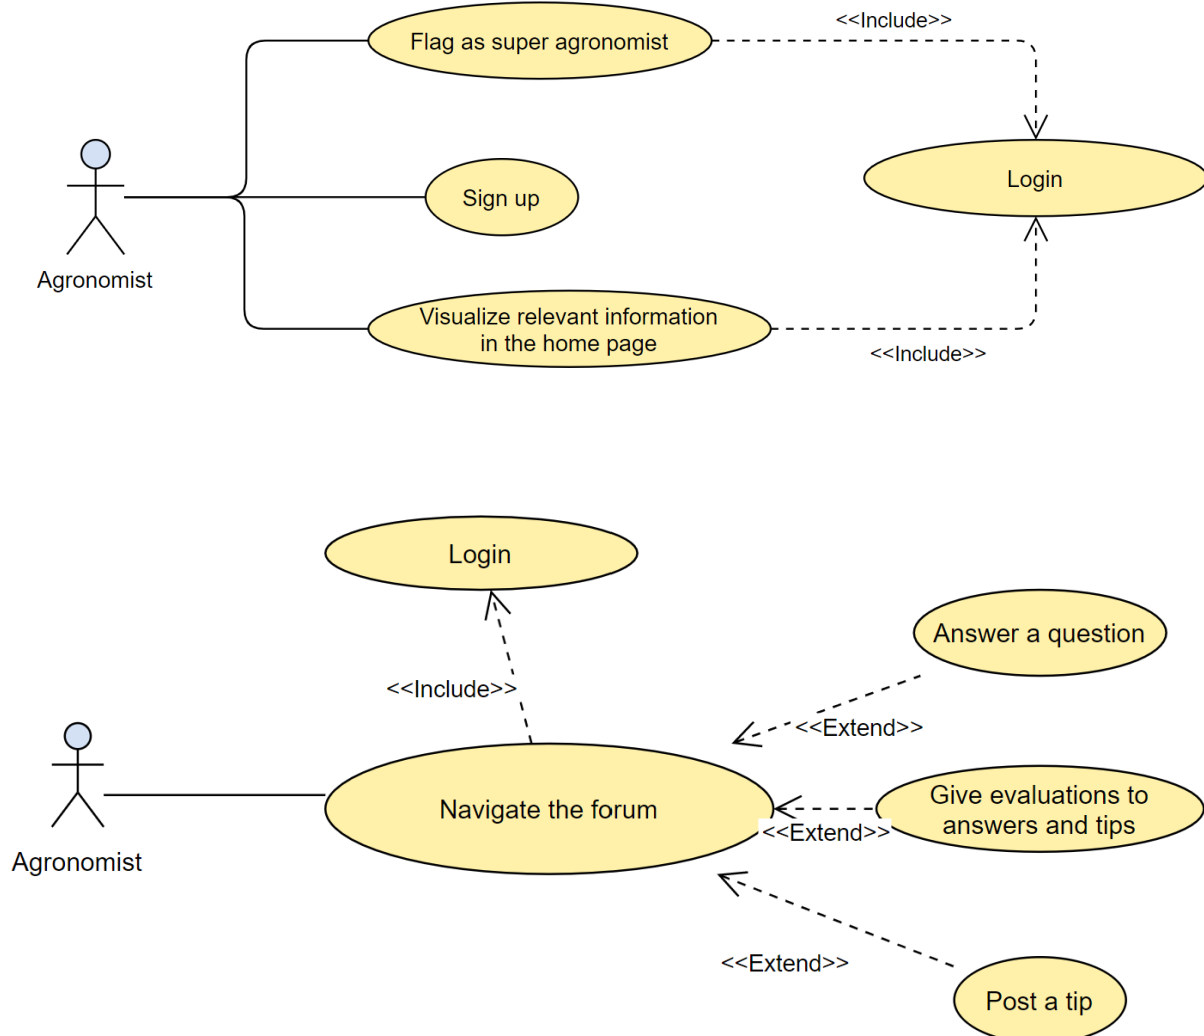 <<Include>>
Flag as super agronomist
Login
Sign up
Agronomist
Visualize relevant information
in the home page
<<Include>>
Login
Answer a question
<<Include>>
<<Extend>>
Navigate the forum
Give evaluations to
answers and tips
<<Extend>>
Agronomist
<<Extend>>
Post a tip